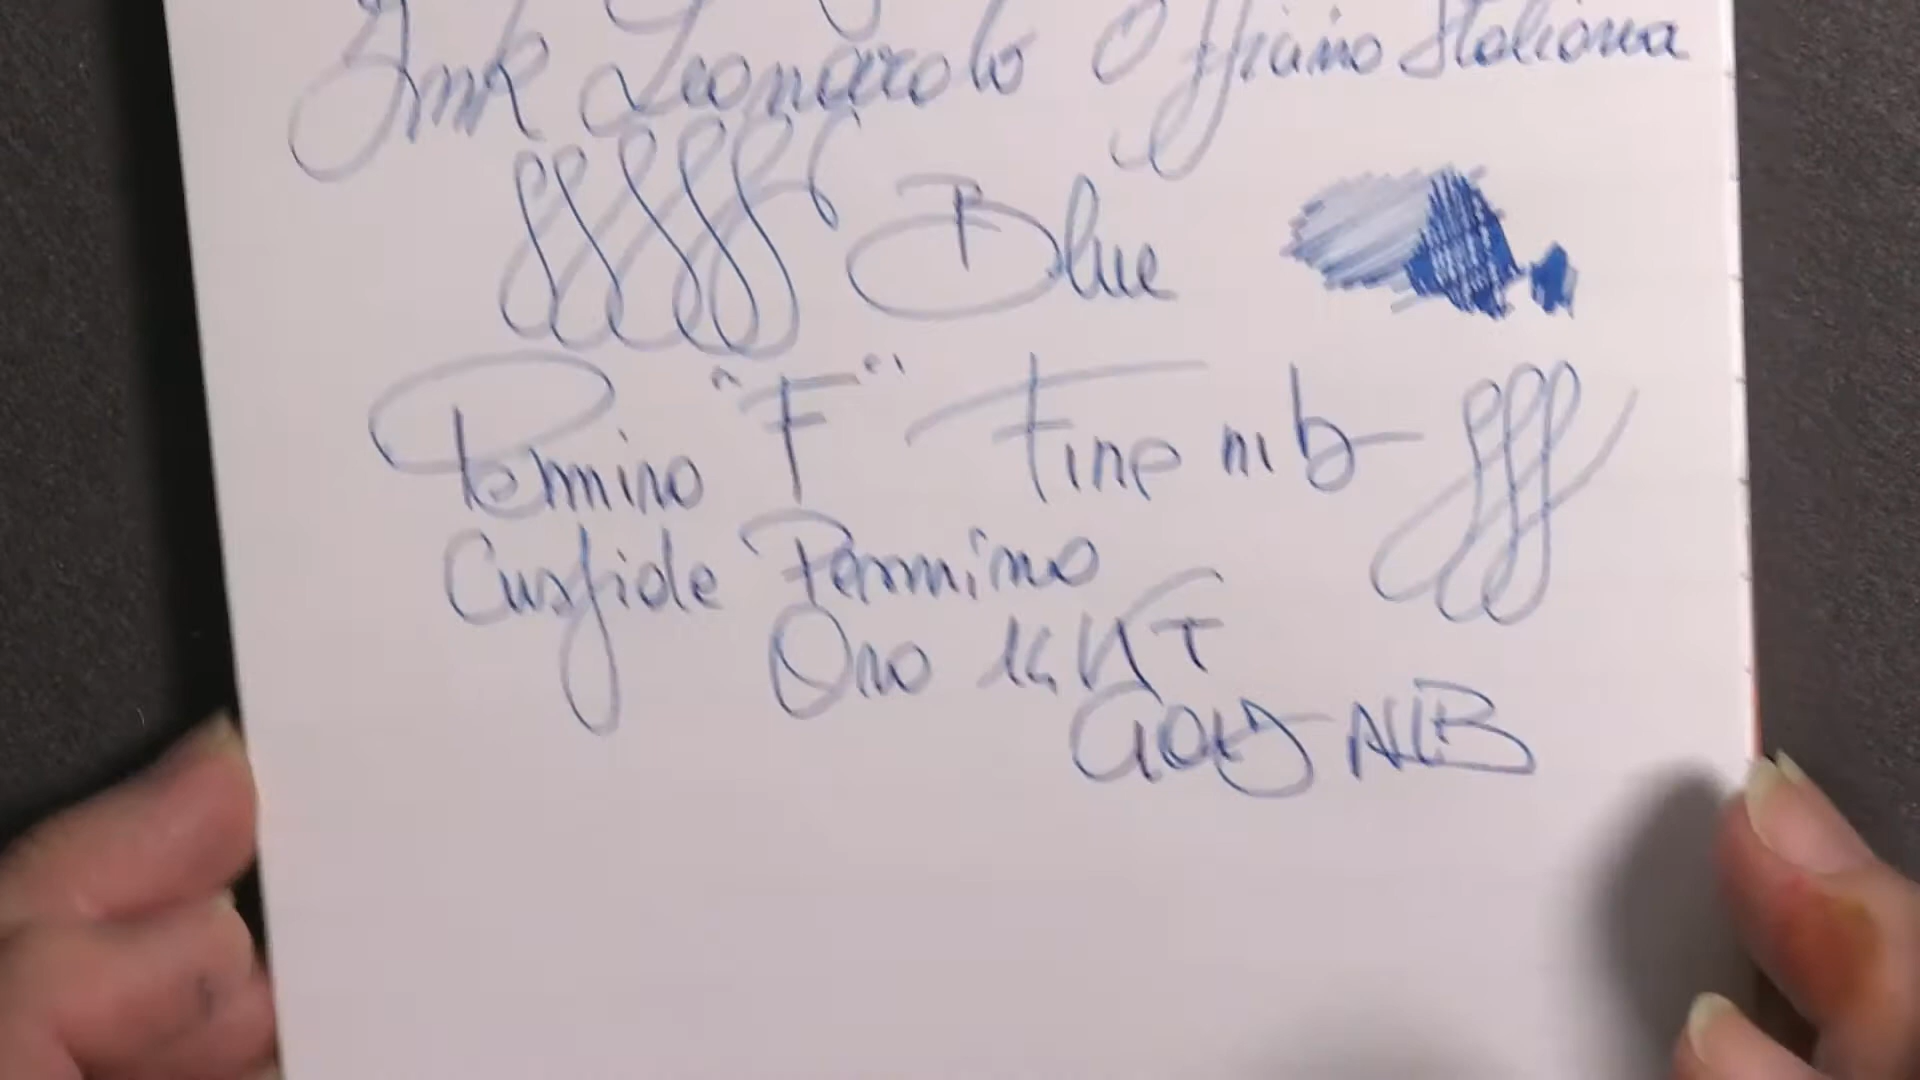 Ink Leonardo Officina Italiana
Blue
Pennino "F" Fine nib
Cuspide Pennino
Oro 14 KT
GOLD NIB